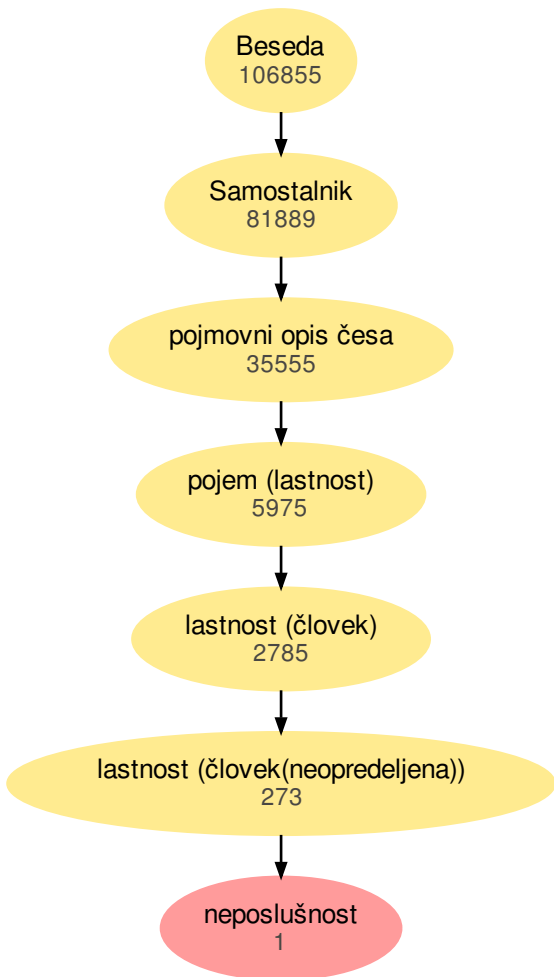 Beseda
106855
Samostalnik
81889
pojmovni opis česa
35555
pojem (lastnost)
5975
lastnost (človek)
2785
lastnost (človek(neopredeljena))
273
neposlušnost
1